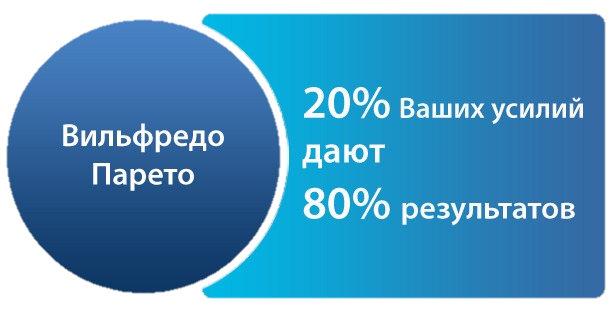 Вильфредо
Парето
20% Ваших усилий
дают
80% результатов